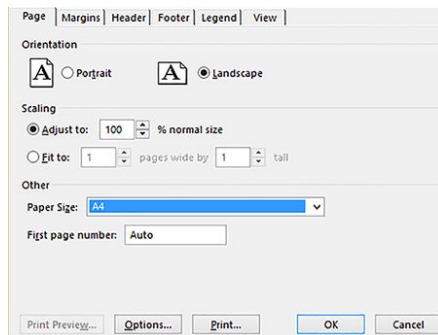 Page Margins Header Footer Legend View
Orientation
A Portrait A Landscape
Scaling
Adjust to: 100 % normal size
Fit to: 1 pages wide by 1 tall
Other
Paper Size: A4
First page number: Auto
Print Preview... Options... Print... OK Cancel